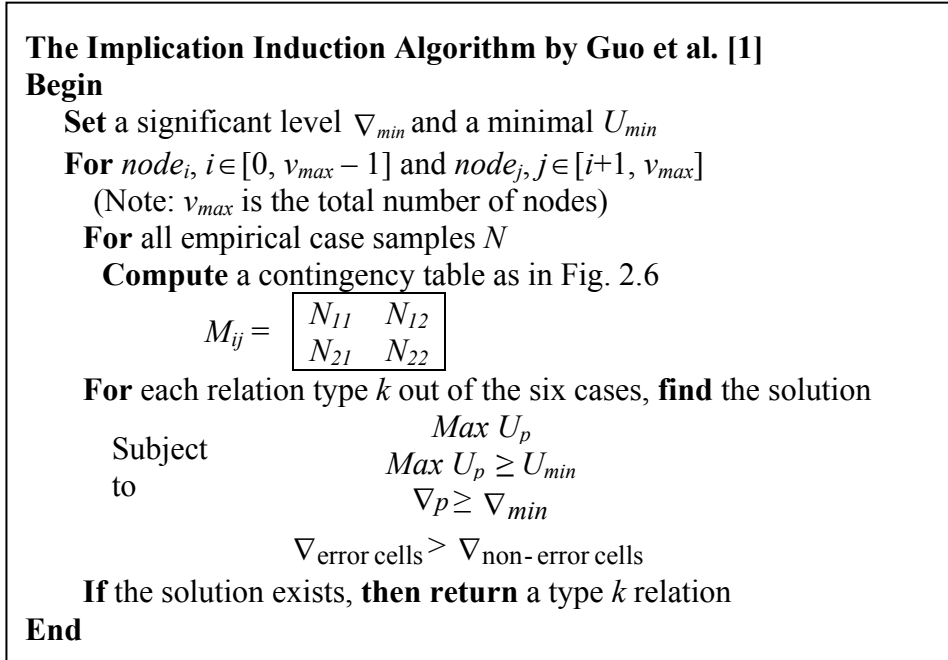 The Implication Induction Algorithm by Guo et al. [1]
Begin
Set a significant level ∇min and a minimal Umin
For nodei, i∈[0, vmax – 1] and nodej, j∈[i+1, vmax]
(Note: vmax is the total number of nodes)
For all empirical case samples N
Compute a contingency table as in Fig. 2.6
Mij = N11 N12
N21 N22
For each relation type k out of the six cases, find the solution
Max Up
Subject to
Max Up ≥ Umin
∇p ≥ ∇min
∇error cells > ∇non-error cells
If the solution exists, then return a type k relation
End